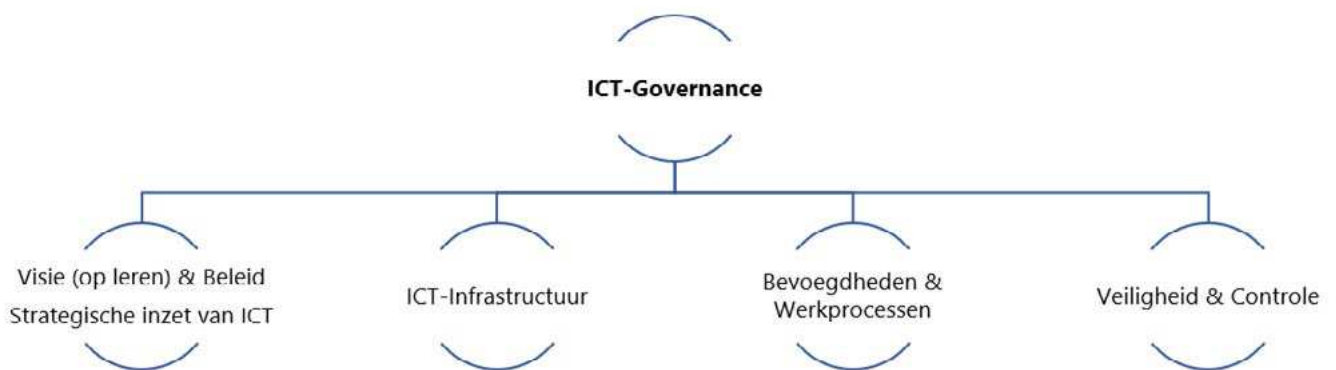 ICT-Governance
Visie (op leren) & Beleid
Strategische inzet van ICT
ICT-Infrastructuur
Bevoegdheden &
Werkprocessen
Veiligheid & Controle